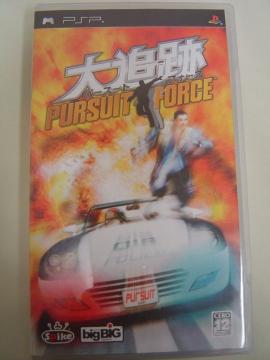 PSP
大追跡
PURSUIT FORCE
PURSUIT
Spike
bigBIG
CERO
12